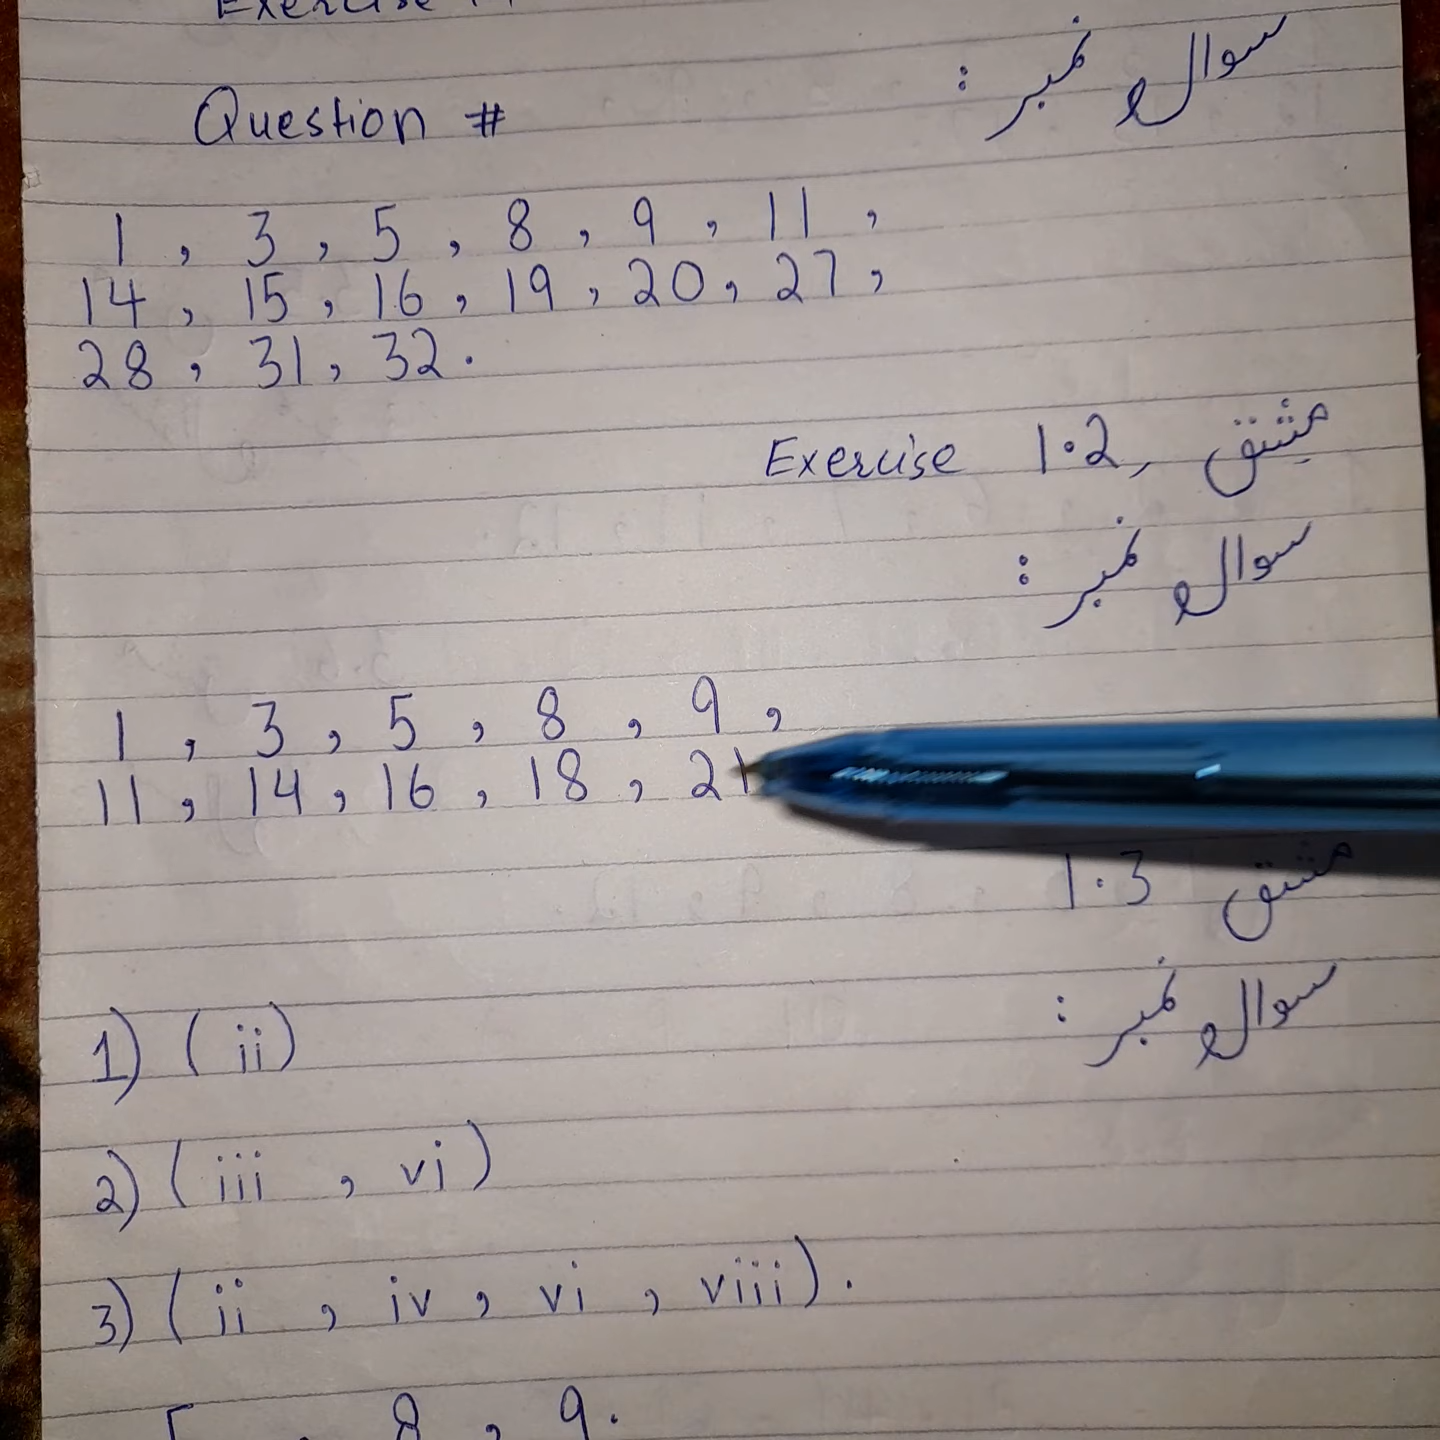 Exercise
Question # سوال نمبر :
1 , 3 , 5 , 8 , 9 , 11 ,
14 , 15 , 16 , 19 , 20 , 27 ,
28 , 31 , 32 .
Exercise 1.2 , مشق
سوال نمبر :
1 , 3 , 5 , 8 , 9 ,
11 , 14 , 16 , 18 , 21
مشق 1.3
سوال نمبر :
1) ( ii )
2) ( iii , vi )
3) ( ii , iv , vi , viii ) .
5 , 8 , 9 .